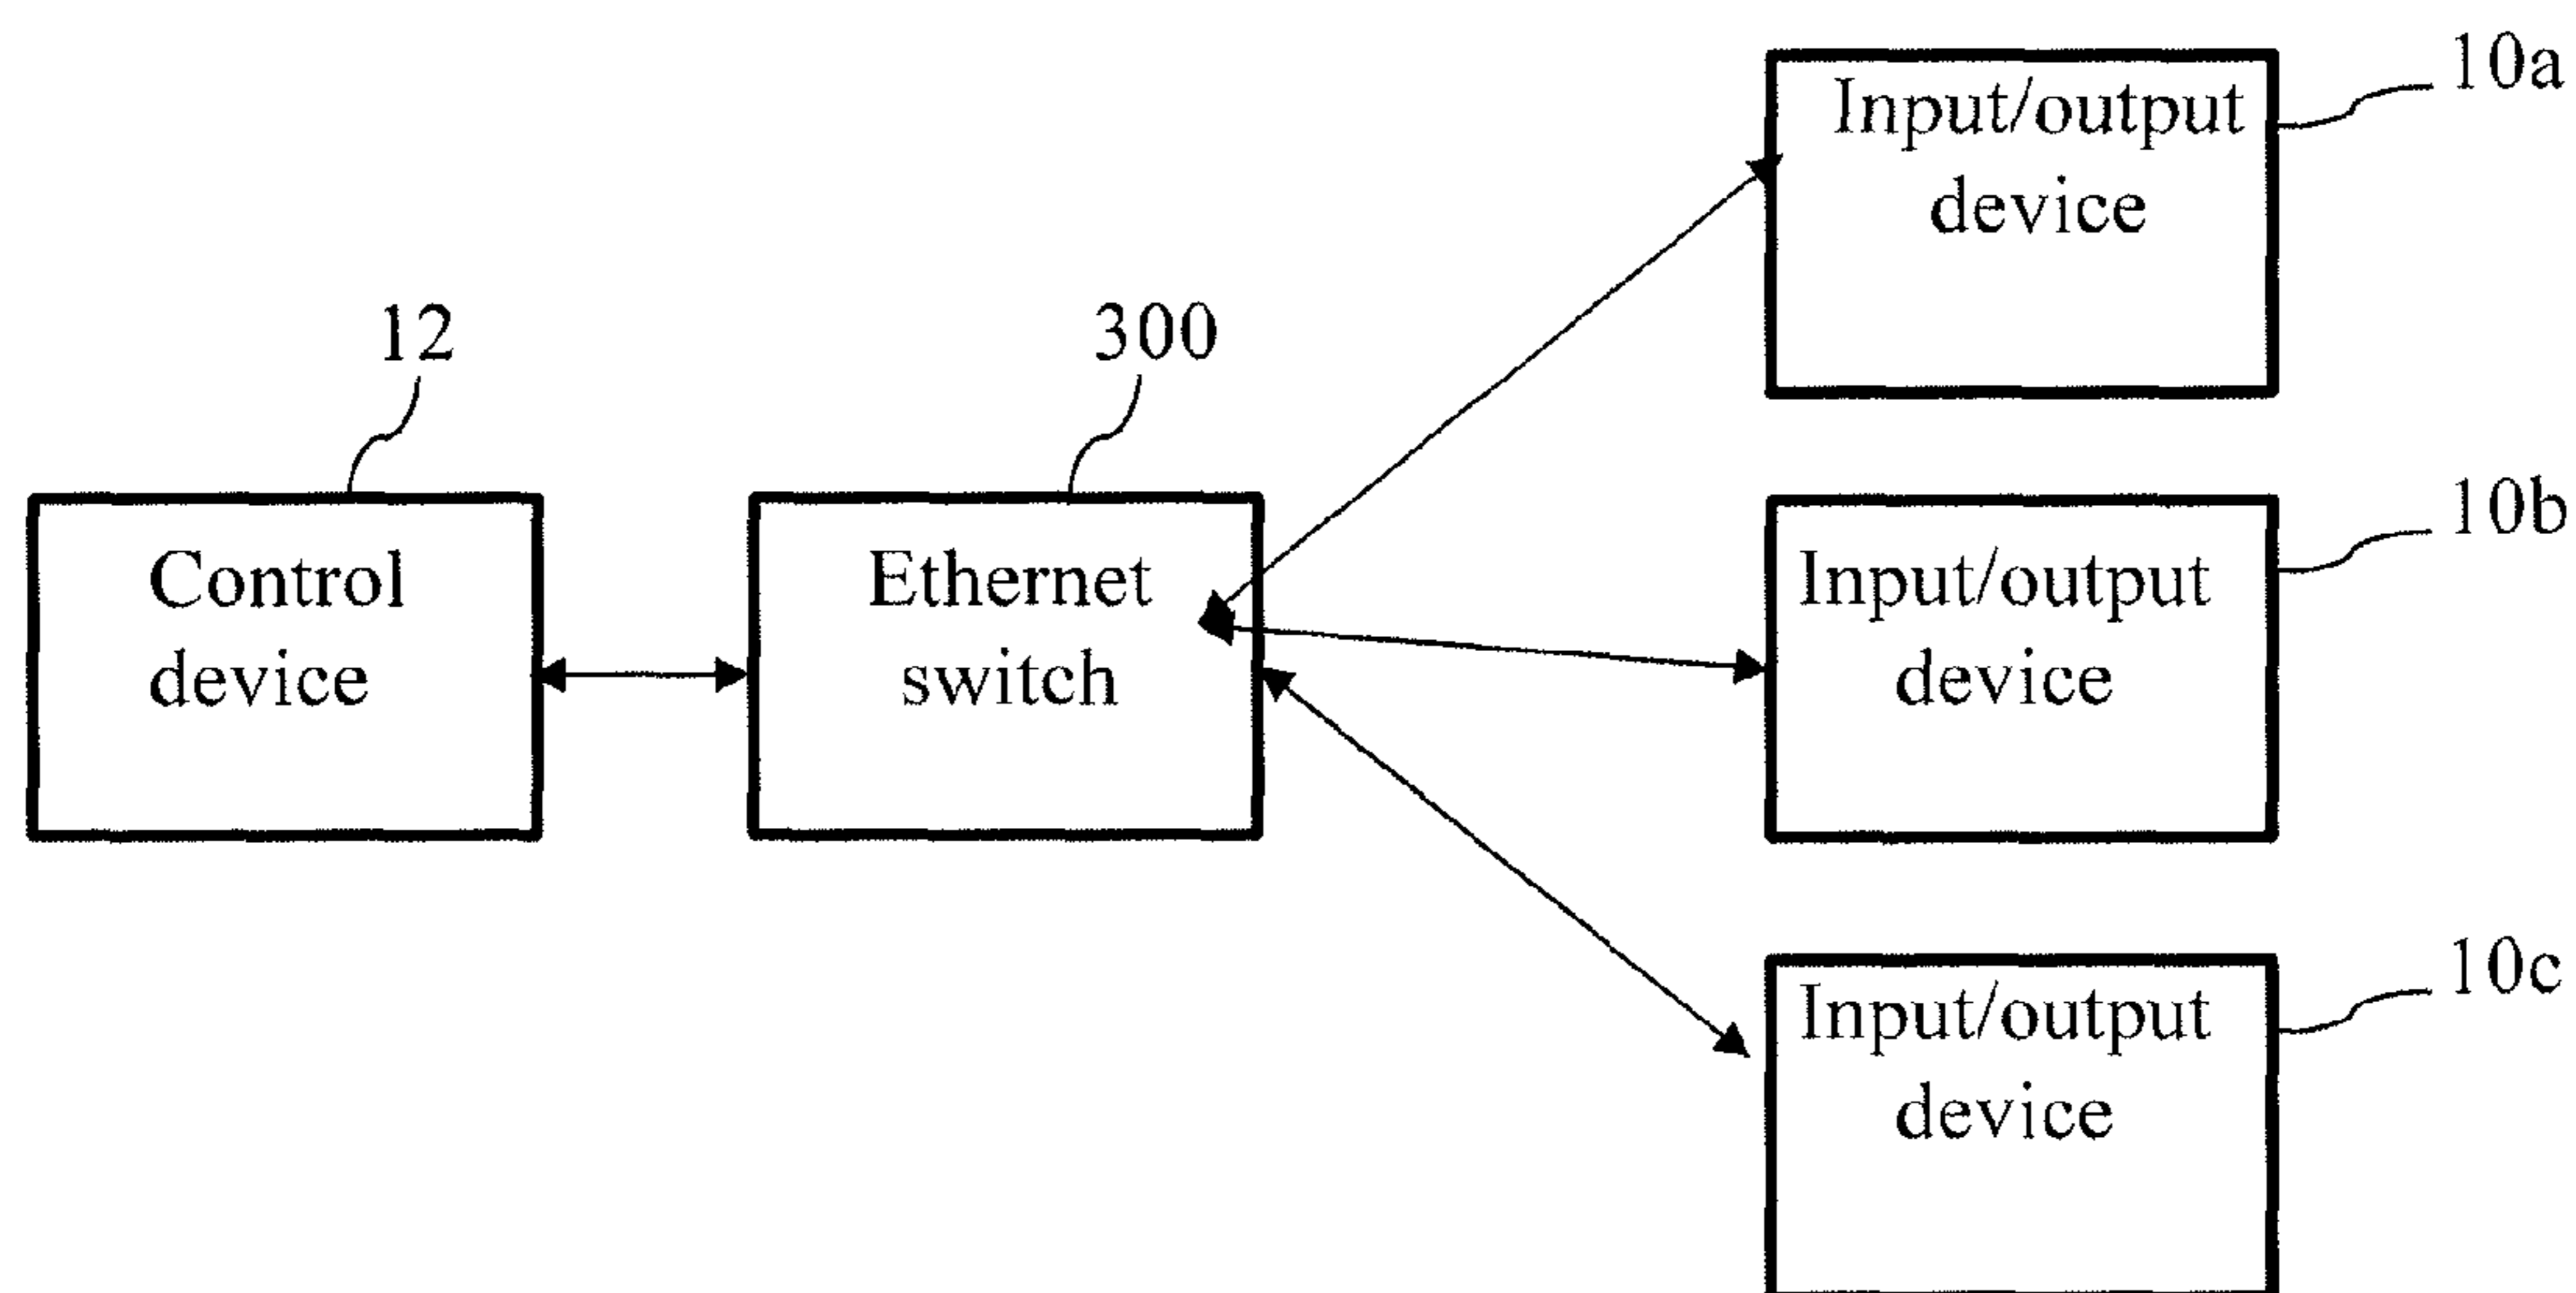 10a
Input/output
device
12
300
10b
Control
device
Ethernet
switch
Input/output
device
10c
Input/output
device